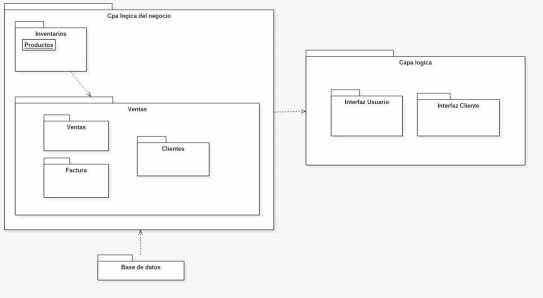 Cpa logica del negocio
Inventarios
Productos
Ventas
Ventas
Clientes
Factura
Base de datos
Capa logica
Interfaz Usuario
Interfaz Cliente